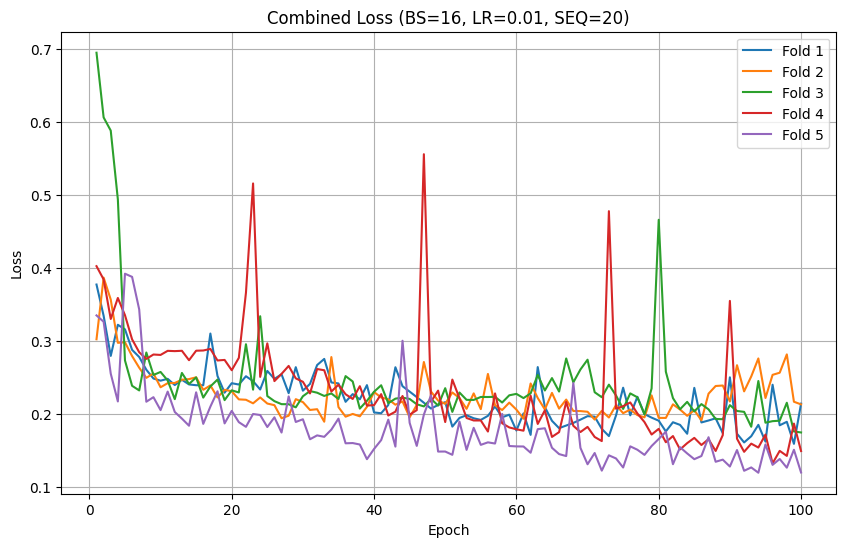 Combined Loss (BS=16, LR=0.01, SEQ=20)
Loss
0.7
0.6
0.5
0.4
0.3
0.2
0.1
Fold 1
Fold 2
Fold 3
Fold 4
Fold 5
0 20 40 60 80 100
Epoch